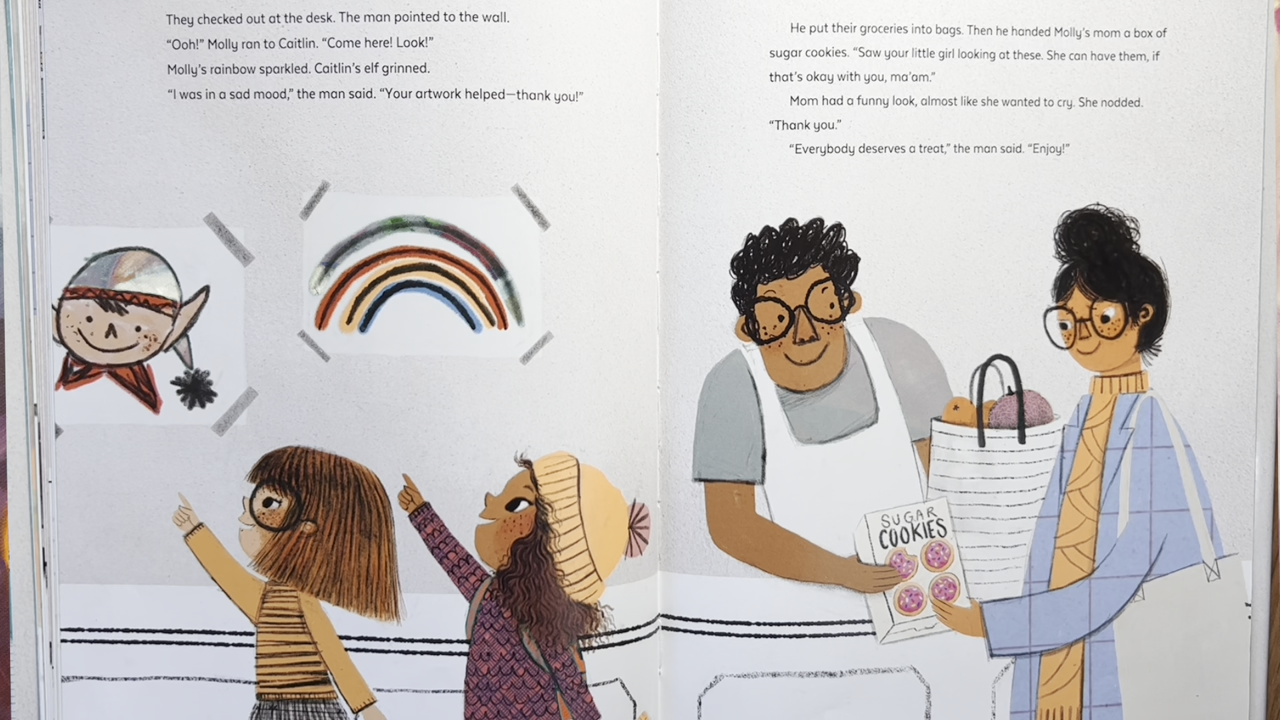 They checked out at the desk. The man pointed to the wall.
“Ooh!” Molly ran to Caitlin. “Come here! Look!”
Molly’s rainbow sparkled. Caitlin’s elf grinned.
“I was in a sad mood,” the man said. “Your artwork helped—thank you!”
He put their groceries into bags. Then he handed Molly’s mom a box of
sugar cookies. “Saw your little girl looking at these. She can have them, if
that’s okay with you, ma’am.”
Mom had a funny look, almost like she wanted to cry. She nodded.
“Thank you.”
“Everybody deserves a treat,” the man said. “Enjoy!”
SUGAR
COOKIES